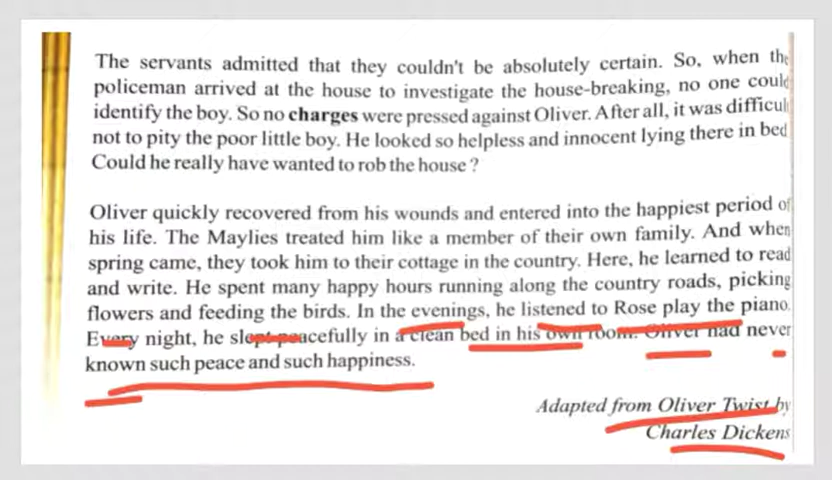 The servants admitted that they couldn't be absolutely certain. So, when the
policeman arrived at the house to investigate the house-breaking, no one could
identify the boy. So no charges were pressed against Oliver. After all, it was difficult
not to pity the poor little boy. He looked so helpless and innocent lying there in bed
Could he really have wanted to rob the house ?
Oliver quickly recovered from his wounds and entered into the happiest period of
his life. The Maylies treated him like a member of their own family. And when
spring came, they took him to their cottage in the country. Here, he learned to read
and write. He spent many happy hours running along the country roads, picking
flowers and feeding the birds. In the evenings, he listened to Rose play the piano.
Every night, he slept peacefully in a clean bed in his own room. Oliver had never
known such peace and such happiness.
Adapted from Oliver Twist by
Charles Dickens